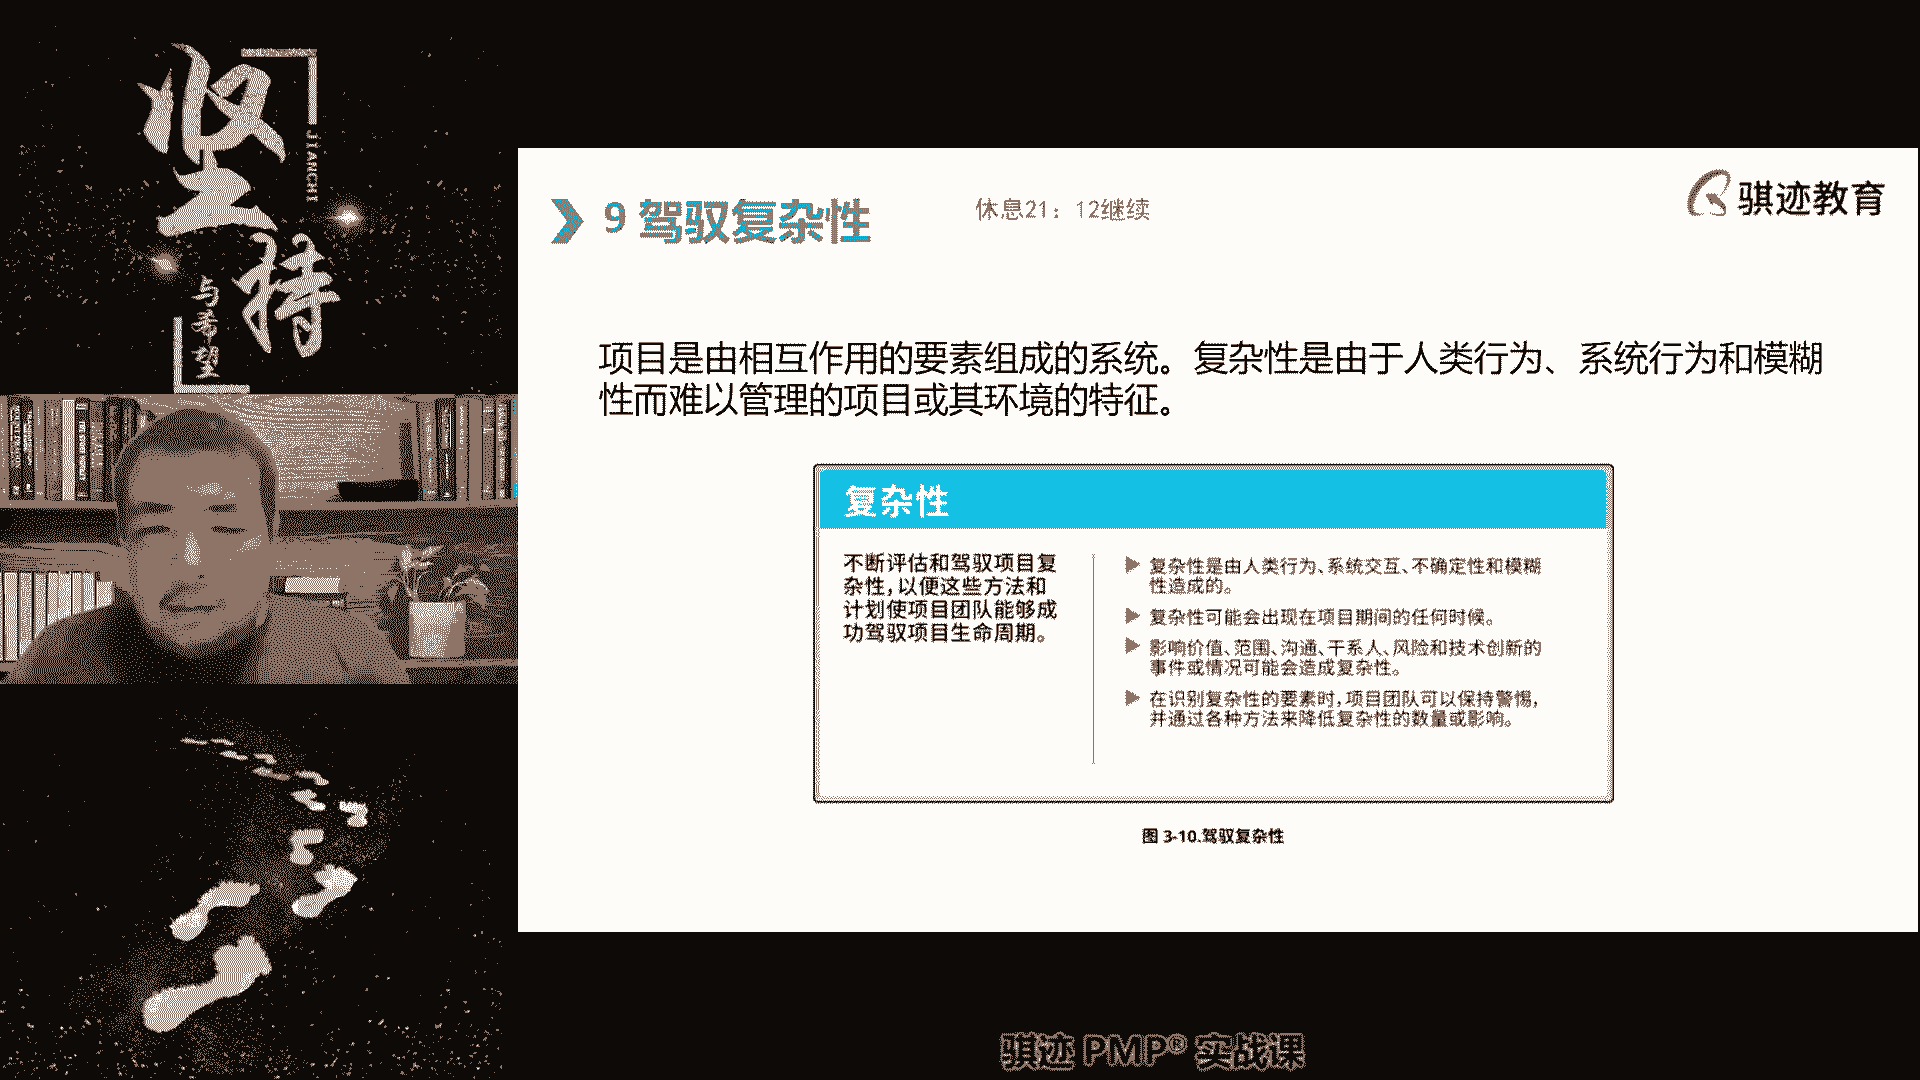 坚持
JIANCHI
与希望
9 驾驭复杂性
休息21：12继续
骐迹教育
项目是由相互作用的要素组成的系统。复杂性是由于人类行为、系统行为和模糊
性而难以管理的项目或其环境的特征。
复杂性
不断评估和驾驭项目复
杂性，以便这些方法和
计划使项目团队能够成
功驾驭项目生命周期。
复杂性是由人类行为、系统交互、不确定性和模糊
性造成的。
复杂性可能会出现在项目期间的任何时候。
影响价值、范围、沟通、干系人、风险和技术创新的
事件或情况可能会造成复杂性。
在识别复杂性的要素时，项目团队可以保持警惕，
并通过各种方法来降低复杂性的数量或影响。
图 3-10.驾驭复杂性
骐迹 PMP® 实战课